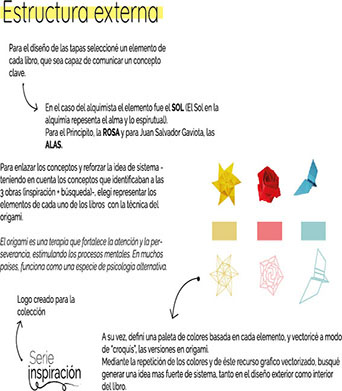 Estructura externa
Para el diseño de las tapas seleccioné un elemento de
cada libro, que sea capaz de comunicar un concepto
clave.
En el caso del alquimista el elemento fue el SOL (El Sol en la
alquimia repesenta el alma y lo espirutual).
Para el Principito, la ROSA y para Juan Salvador Gaviota, las
ALAS.
Para enlazar los conceptos y reforzar la idea de sistema -
teniendo en cuenta los conceptos que identificaban a las
3 obras (inspiración + búsqueda)-, elegí representar los
elementos de cada uno de los libros con la técnica del
origami.
El origami es una terapia que fortalece la atención y la per-
severancia, estimulando los procesos mentales. En muchos
países, funciona como una especie de psicologia alternativa.
Logo creado para la
colección
Serie
inspiración
A su vez, definí una paleta de colores basada en cada elemento, y vectoricé a modo
de "croquis", las versiones en origami.
Mediante la repetición de los colores y de éste recurso grafico vectorizado, busqué
generar una idea mas fuerte de sistema, tanto en el diseño exterior como interior
del libro.